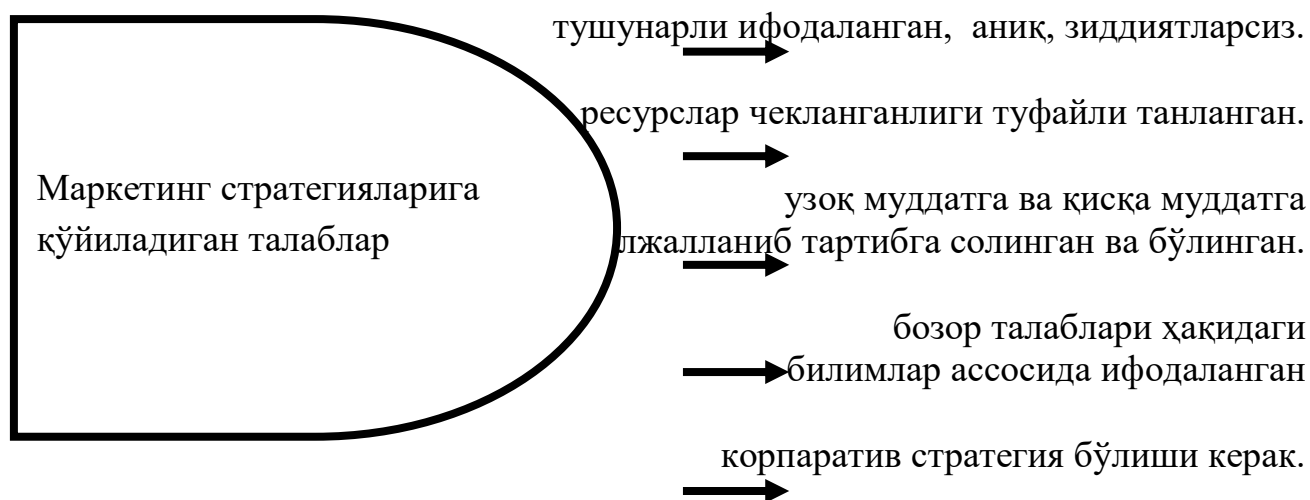 Маркетинг стратегияларига
қўйиладиган талаблар
тушунарли ифодаланган, аниқ, зиддиятларсиз.
ресурслар чекланганлиги туфайли танланган.
узоқ муддатга ва қисқа муддатга
лжалланиб тартибга солинган ва бўлинган.
бозор талаблари ҳақидаги
билимлар ассосида ифодаланган
корпаратив стратегия бўлиши керак.